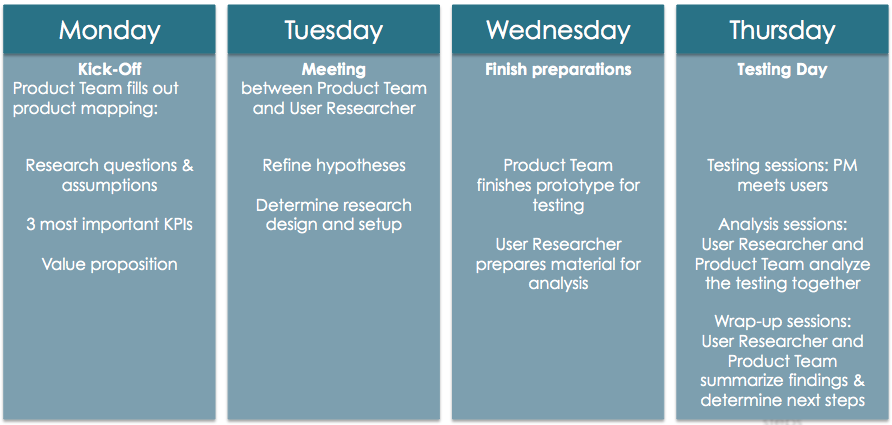 Monday
Kick-Off
Product Team fills out
product mapping:
Research questions &
assumptions
3 most important KPIs
Value proposition
Tuesday
Meeting
between Product Team
and User Researcher
Refine hypotheses
Determine research
design and setup
Wednesday
Finish preparations
Product Team
finishes prototype for
testing
User Researcher
prepares material for
analysis
Thursday
Testing Day
Testing sessions: PM
meets users
Analysis sessions:
User Researcher and
Product Team analyze
the testing together
Wrap-up sessions:
User Researcher and
Product Team
summarize findings &
determine next steps